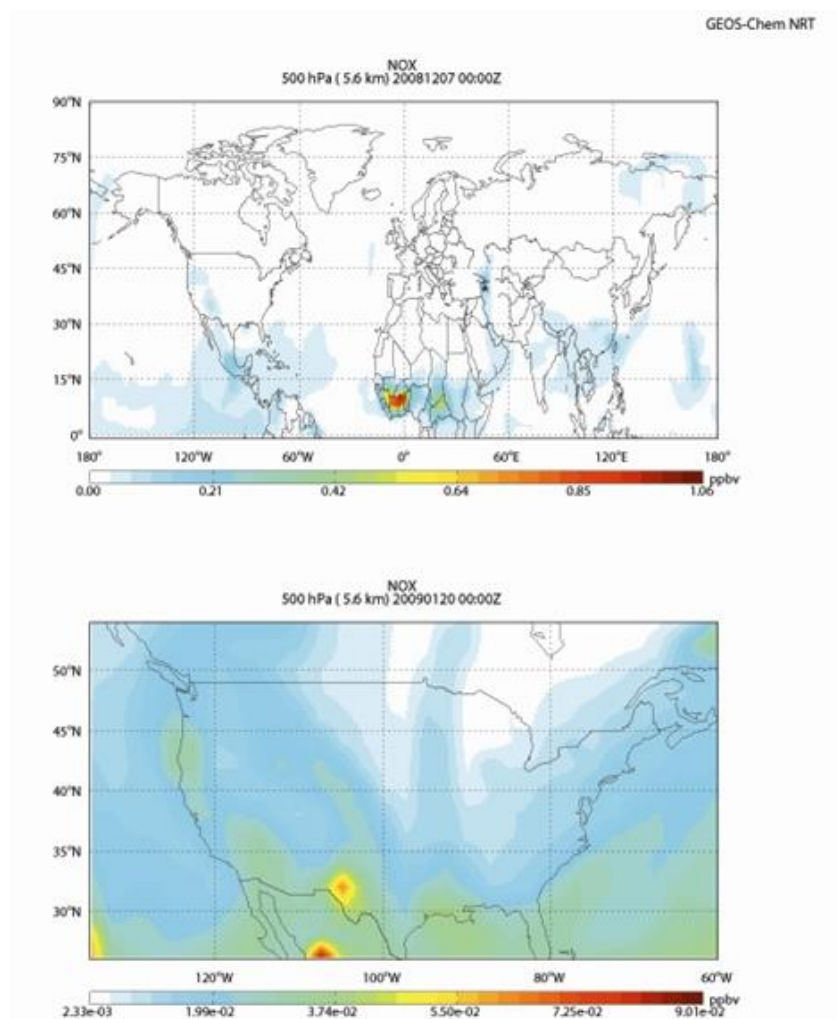 GEOS-Chem NRT
NOX
500 hPa ( 5.6 km) 20081207 00:00Z
90°N
75°N
60°N
45°N
30°N
15°N
0°
180° 120°W 60°W 0° 60°E 120°E 180°
0.00 0.21 0.42 0.64 0.85 1.06 ppbv
NOX
500 hPa ( 5.6 km) 20090120 00:00Z
50°N
45°N
40°N
35°N
30°N
120°W 100°W 80°W 60°W
2.33e-03 1.99e-02 3.74e-02 5.50e-02 7.25e-02 9.01e-02 ppbv